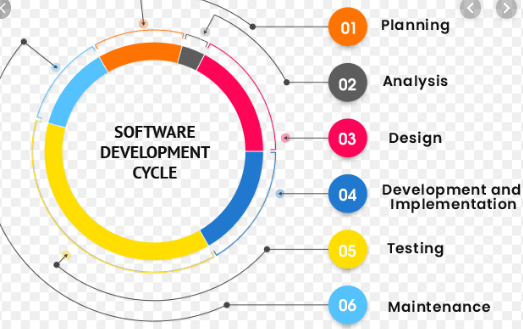 SOFTWARE
DEVELOPMENT
CYCLE
01 Planning
02 Analysis
03 Design
04 Development and
Implementation
05 Testing
06 Maintenance